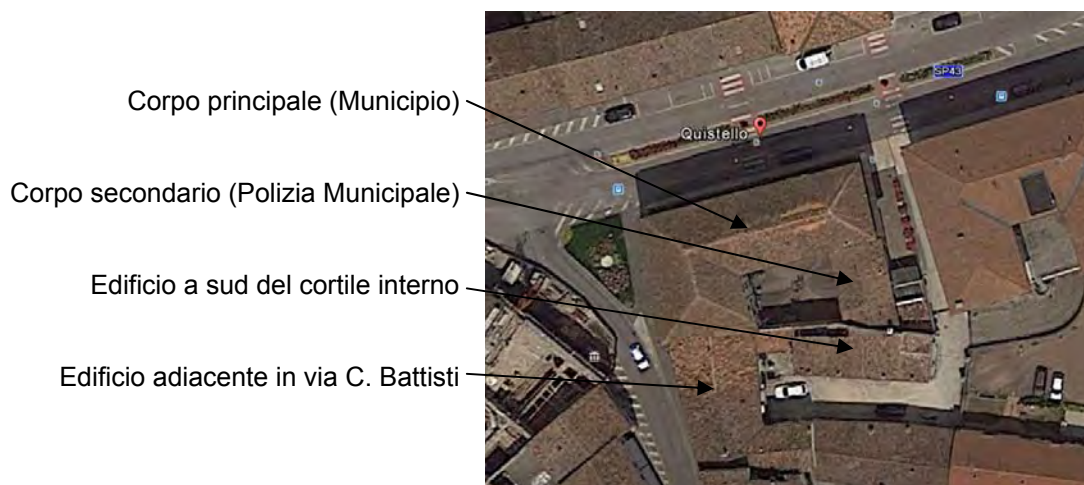 Corpo principale (Municipio)
Corpo secondario (Polizia Municipale)
Edificio a sud del cortile interno
Edificio adiacente in via C. Battisti
SP43
Quistello